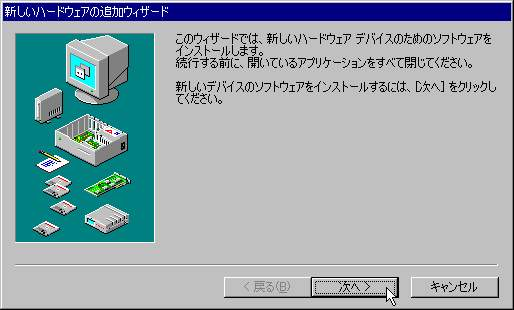 新しいハードウェアの追加ウィザード
このウィザードでは、新しいハードウェア デバイスのためのソフトウェアを
インストールします。
続行する前に、開いているアプリケーションをすべて閉じてください。
新しいデバイスのソフトウェアをインストールするには、[次へ] をクリックし
てください。
< 戻る(B)
次へ >
キャンセル